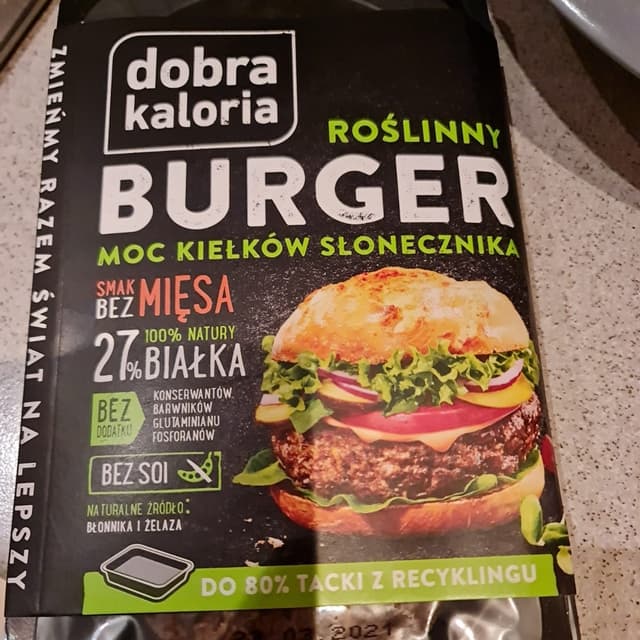 dobra
kaloria
ROŚLINNY
BURGER
MOC KIEŁKÓW SŁONECZNIKA
SMAK
BEZ MIĘSA
100% NATURY
27% BIAŁKA
BEZ
DODATKU
KONSERWANTÓW,
BARWNIKÓW
GLUTAMINIANU
FOSFORANÓW
BEZ SOI
NATURALNE ŹRÓDŁO:
BŁONNIKA I ŻELAZA
DO 80% TACKI Z RECYKLINGU
ZMIEŃMY RAZEM ŚWIAT NA LEPSZY
2021